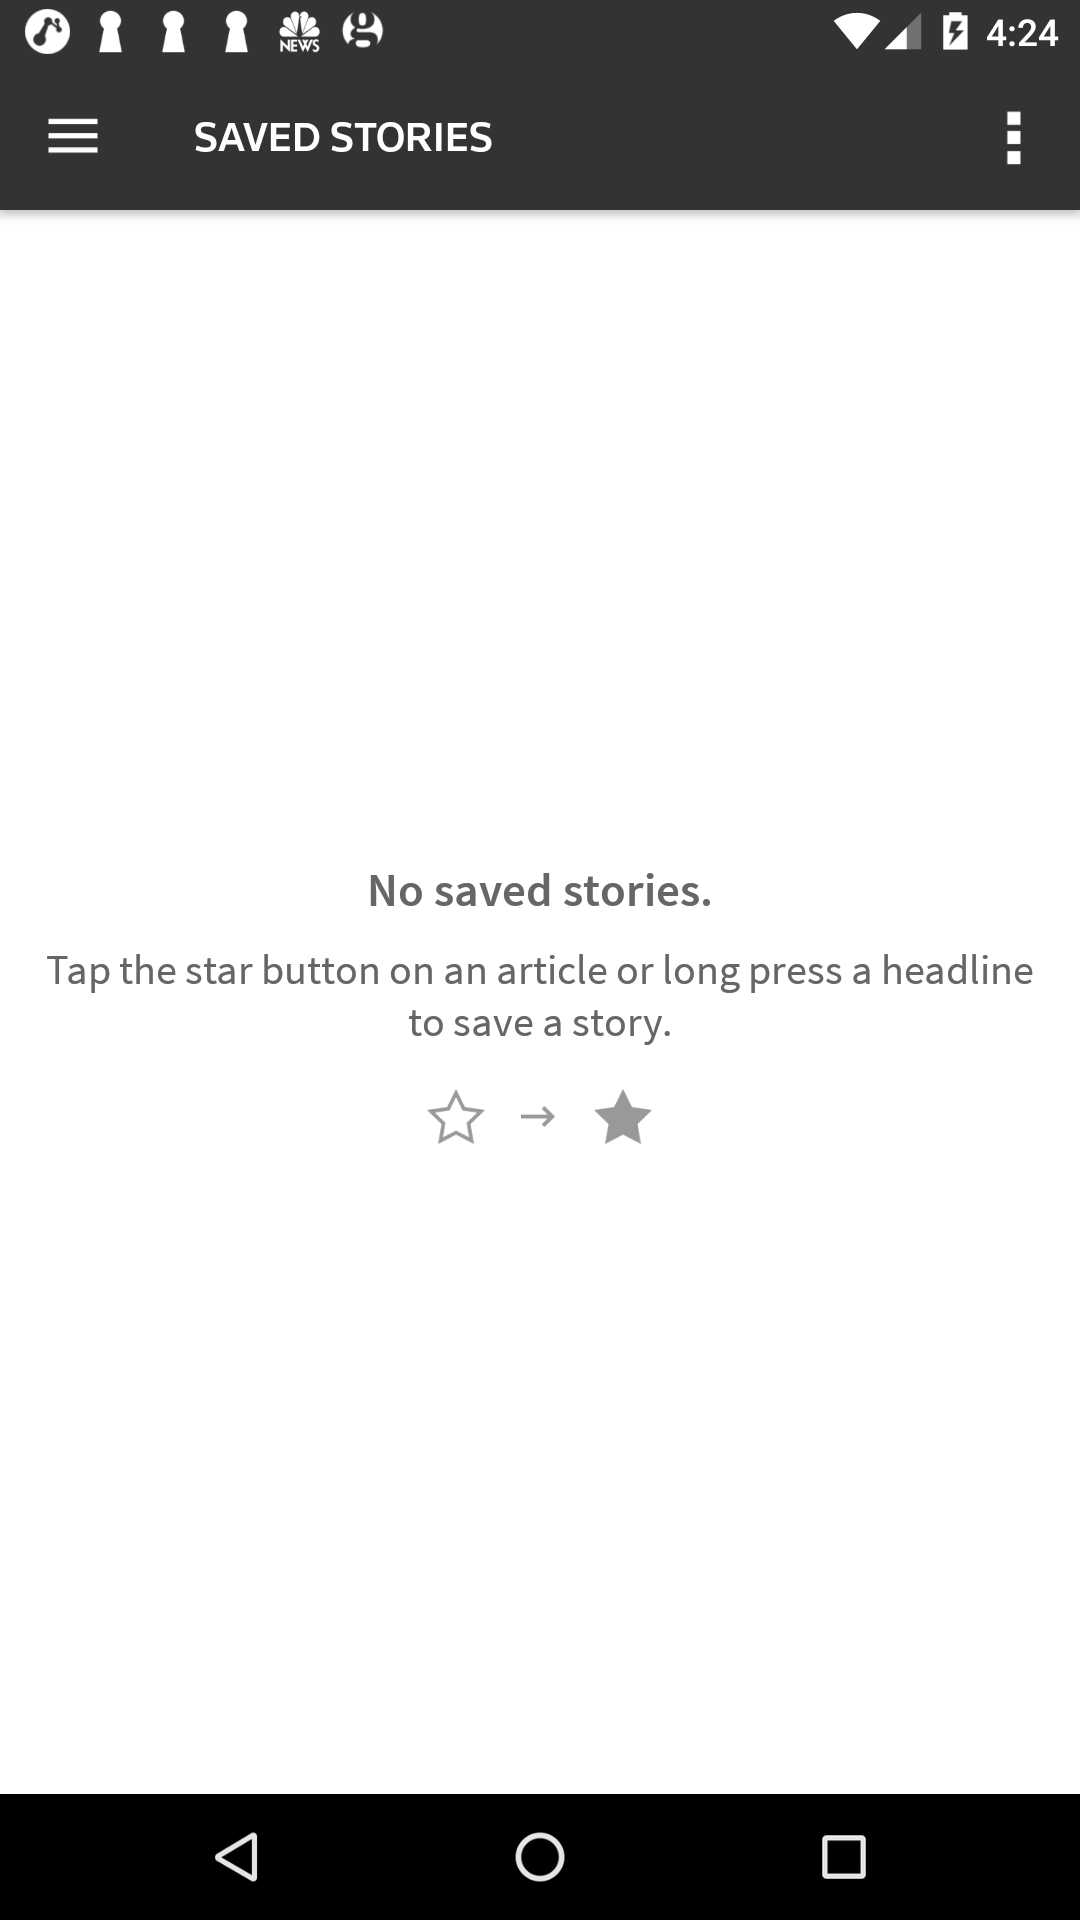 NEWS
4:24
SAVED STORIES
No saved stories.
Tap the star button on an article or long press a headline
to save a story.